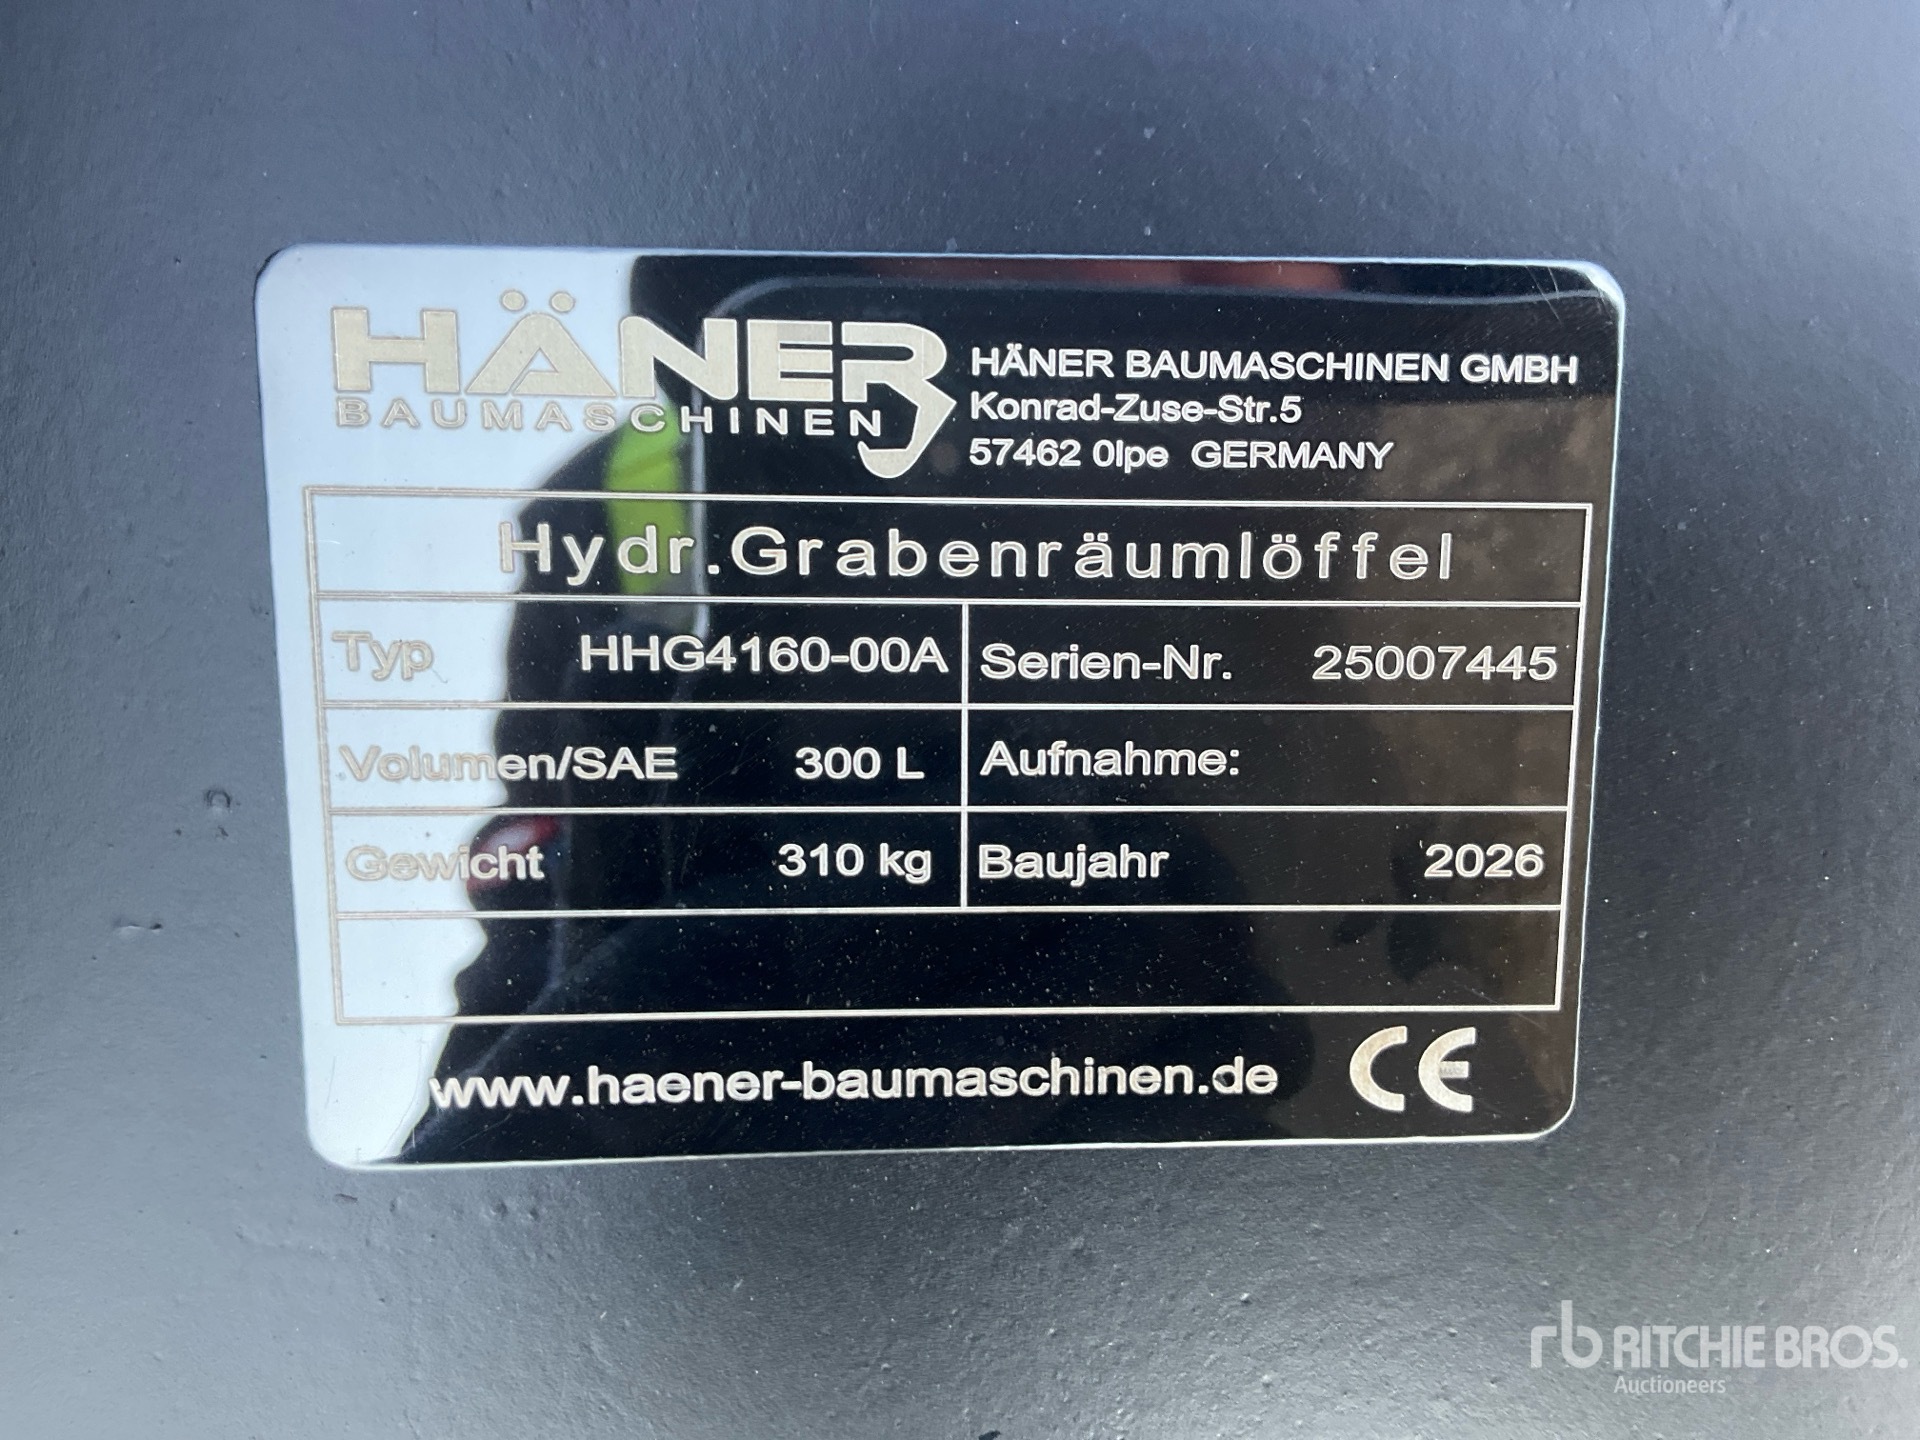 HÄNER
BAUMASCHINEN
HÄNER BAUMASCHINEN GMBH
Konrad-Zuse-Str.5
57462 0lpe GERMANY
Hydr.Grabenräumlöffel
Typ HHG4160-00A Serien-Nr. 25007445
Volumen/SAE 300 L Aufnahme:
Gewicht 310 kg Baujahr 2026
www.haener-baumaschinen.de CE
rb RITCHIE BROS.
Auctioneers